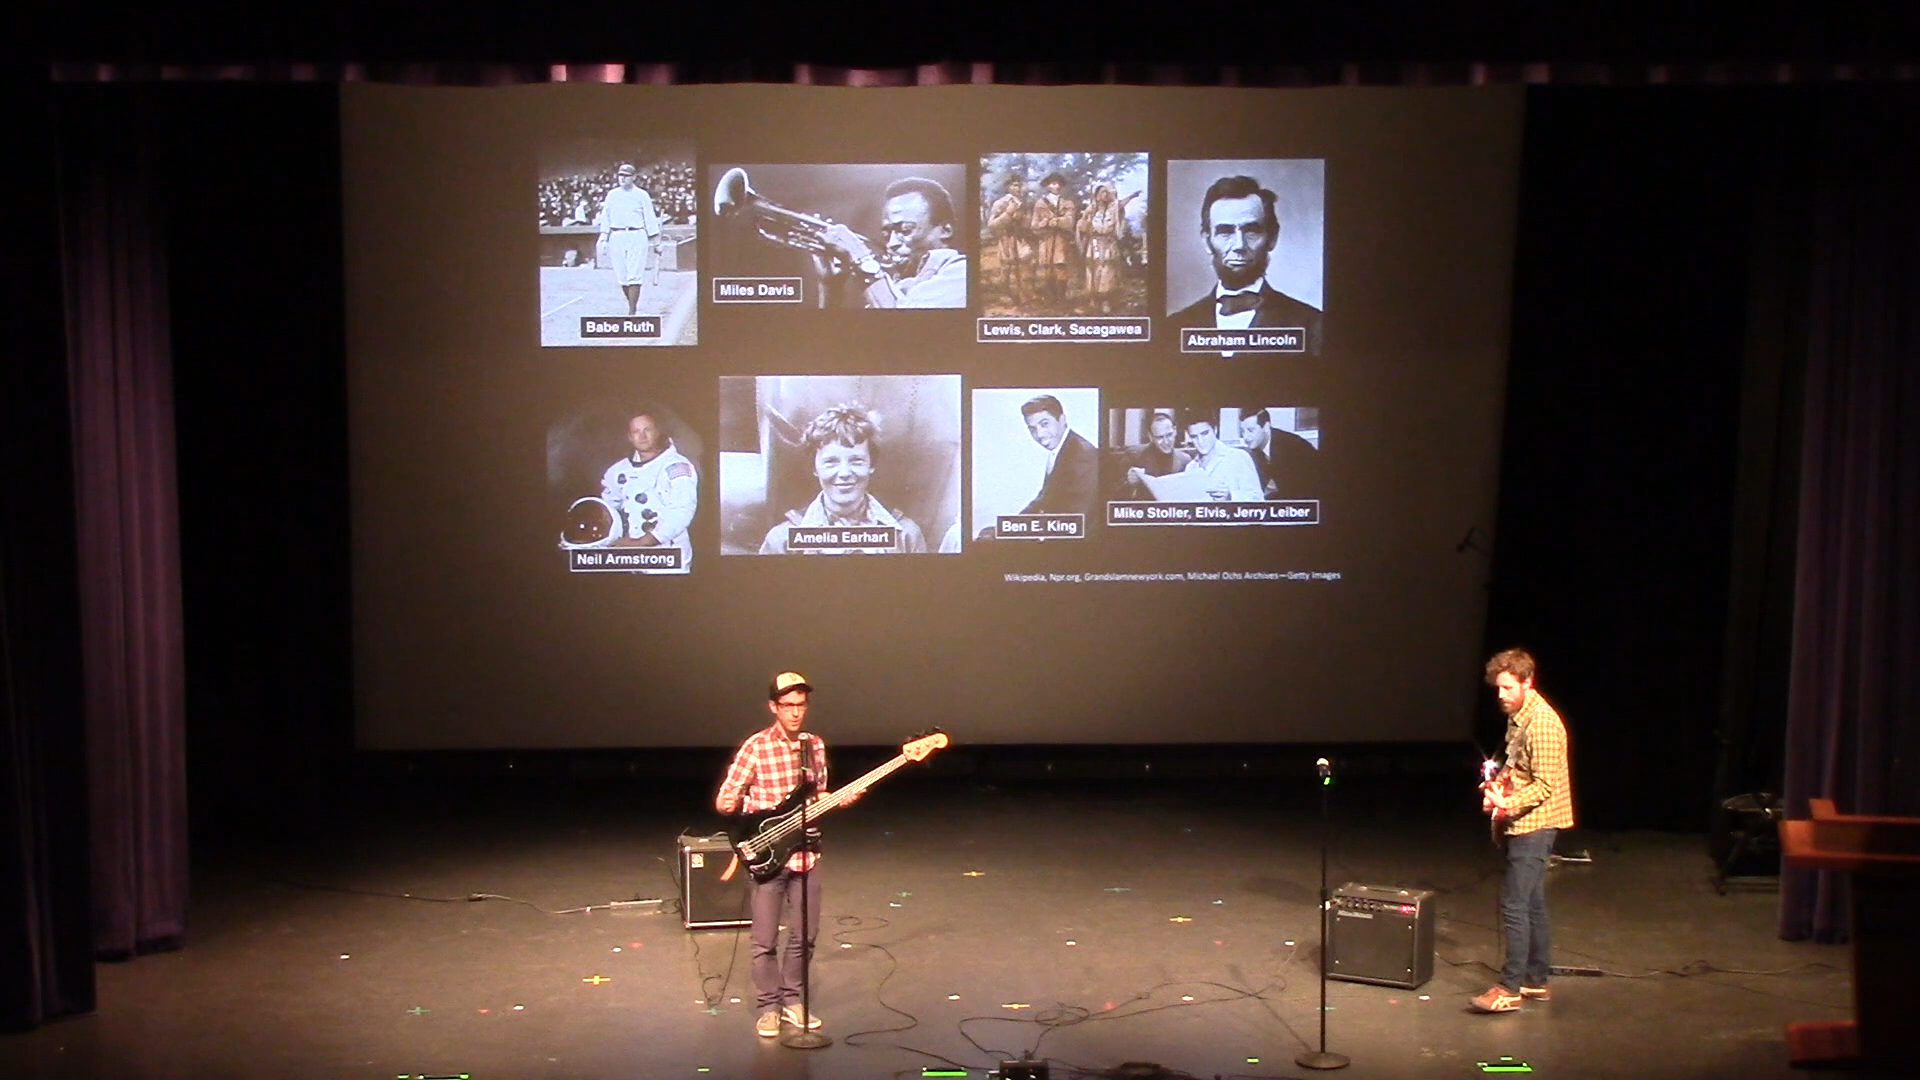 Babe Ruth
Miles Davis
Lewis, Clark, Sacagawea
Abraham Lincoln
Neil Armstrong
Amelia Earhart
Ben E. King
Mike Stoller, Elvis, Jerry Leiber
Wikipedia, Npr.org, Grandslamnewyork.com, Michael Ochs Archives—Getty Images